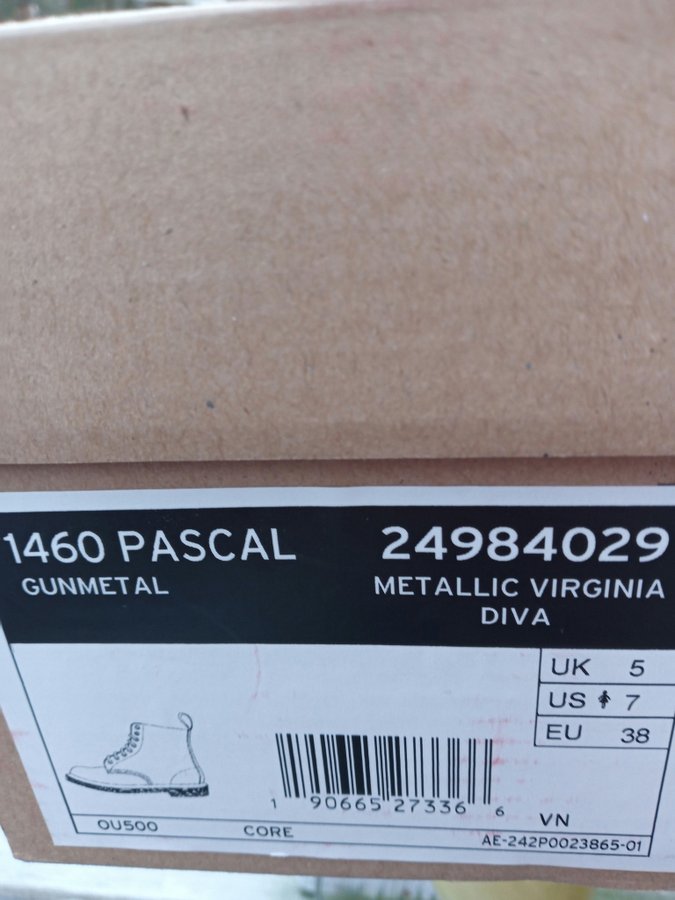 1460 PASCAL
GUNMETAL
24984029
METALLIC VIRGINIA
DIVA
UK 5
US 7
EU 38
1 90665 27336 6
VN
OU500
CORE
AE-242P0023865-01